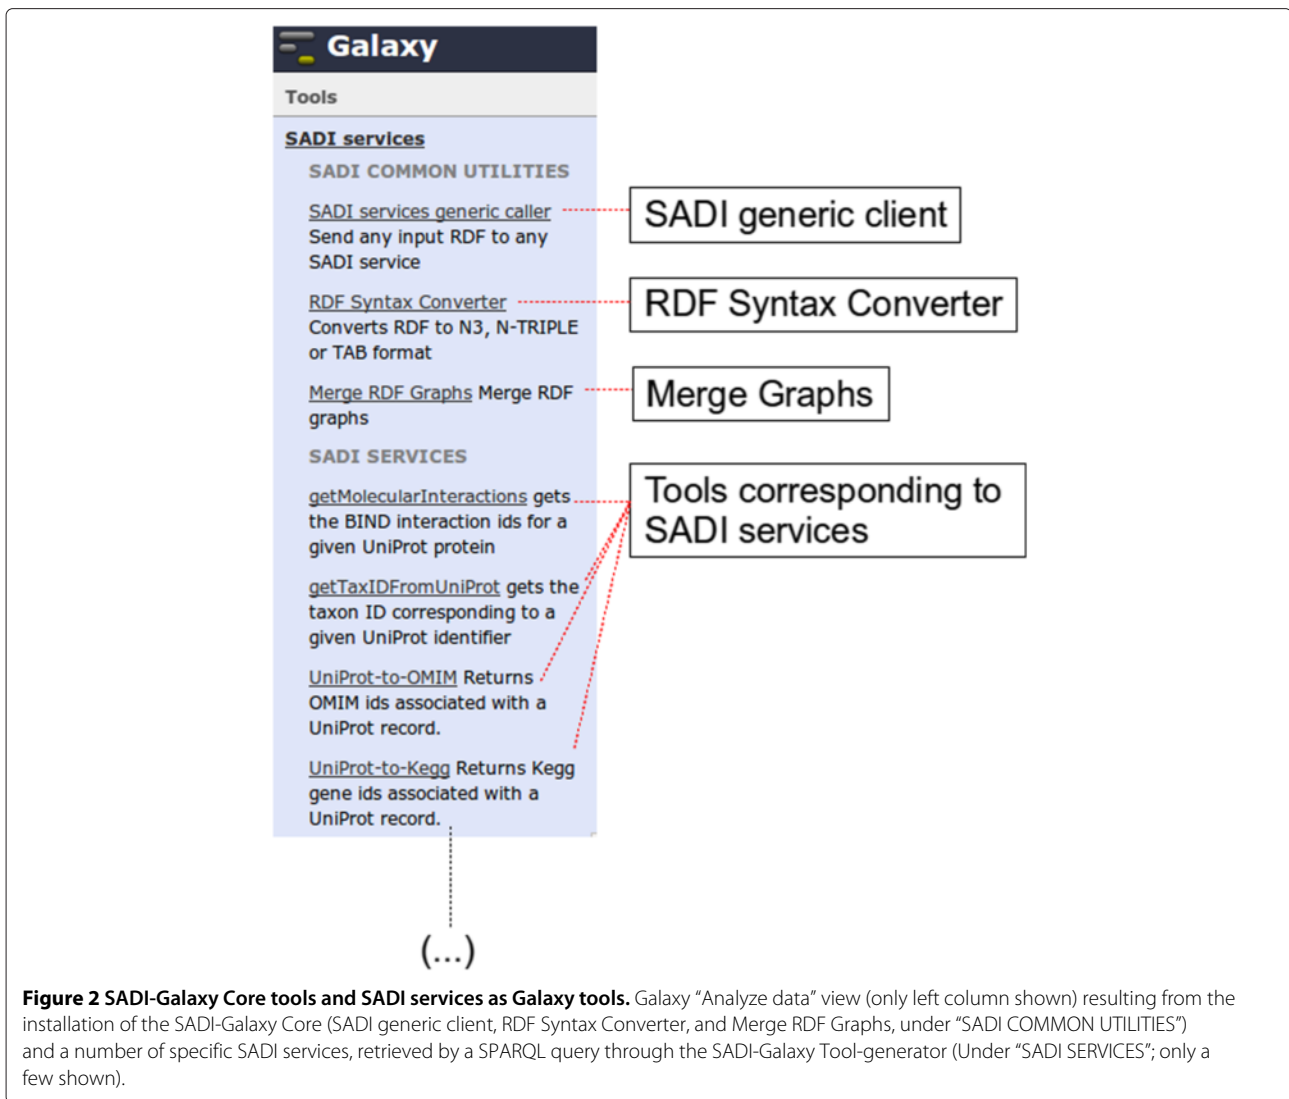 Galaxy
Tools
SADI services
SADI COMMON UTILITIES
SADI services generic caller
Send any input RDF to any
SADI service
SADI generic client
RDF Syntax Converter
Converts RDF to N3, N-TRIPLE
or TAB format
RDF Syntax Converter
Merge RDF Graphs Merge RDF
graphs
Merge Graphs
SADI SERVICES
getMolecularInteractions gets
the BIND interaction ids for a
given UniProt protein
Tools corresponding to
SADI services
getTaxIDFromUniProt gets the
taxon ID corresponding to a
given UniProt identifier
UniProt-to-OMIM Returns
OMIM ids associated with a
UniProt record.
UniProt-to-Kegg Returns Kegg
gene ids associated with a
UniProt record.
(...)
Figure 2 SADI-Galaxy Core tools and SADI services as Galaxy tools. Galaxy “Analyze data” view (only left column shown) resulting from the
installation of the SADI-Galaxy Core (SADI generic client, RDF Syntax Converter, and Merge RDF Graphs, under “SADI COMMON UTILITIES”)
and a number of specific SADI services, retrieved by a SPARQL query through the SADI-Galaxy Tool-generator (Under “SADI SERVICES”; only a
few shown).